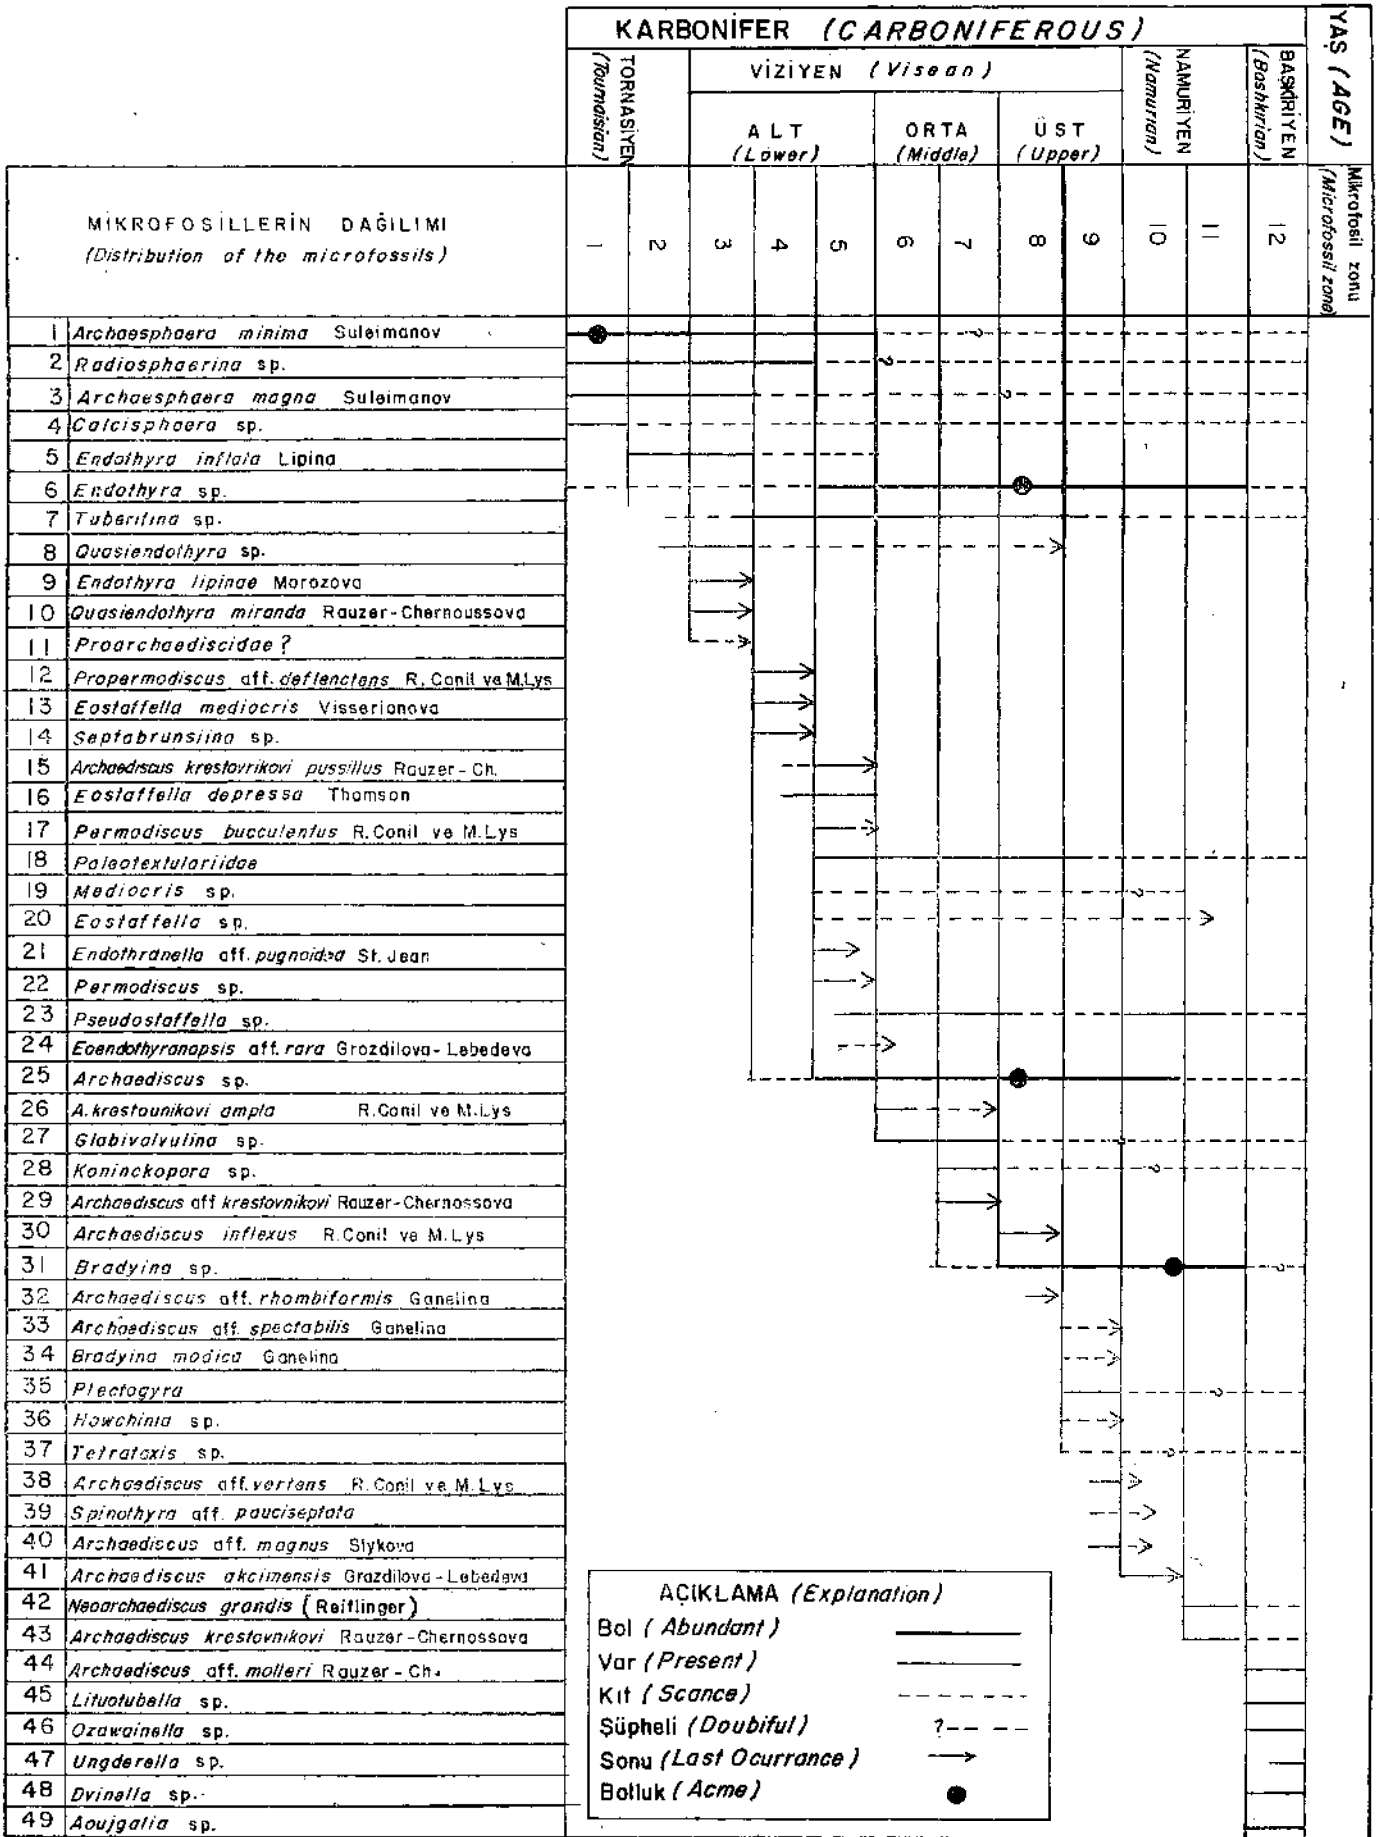 KARBONİFER (CARBONIFEROUS)
YAŞ (AGE)
TORNASİYEN
(Tournaisian)
VİZİYEN (Visean)
NAMURİYEN
(Namurian)
BAŞKİRİYEN
(Bashkirian)
ALT
(Lower)
ORTA
(Middle)
ÜST
(Upper)
MİKROFOSİLLERİN DAĞILIMI
(Distribution of the microfossils)
1 2 3 4 5 6 7 8 9 10 11 12
Mikrofosil zonu
(Microfossil zone)
1 Archaesphaera minima Suleimanov
2 Radiosphaerina sp.
3 Archaesphaera magna Suleimanov
4 Calcisphaera sp.
5 Endothyra inflata Lipina
6 Endothyra sp.
7 Tuberitina sp.
8 Quasiendothyra sp.
9 Endothyra lipinae Morozova
10 Quasiendothyra miranda Rauzer-Chernoussova
11 Proarchaediscidae ?
12 Propermodiscus aff. deflenctens R. Conil ve M.Lys
13 Eostaffella mediocris Visserionova
14 Septabrunsiina sp.
15 Archaediscus krestovrikovi pussillus Rauzer-Ch.
16 Eostaffella depressa Thomson
17 Permodiscus bucculentus R.Conil ve M.Lys
18 Paleotextulariidae
19 Mediocris sp.
20 Eostaffella sp.
21 Endothranella aff. pugnoidea St. Jean
22 Permodiscus sp.
23 Pseudostaffella sp.
24 Eoendothyranopsis aff. rara Grozdilova-Lebedeva
25 Archaediscus sp.
26 A. krestounikovi ampla R.Conil ve M.Lys
27 Glabivalvulina sp.
28 Koninckopora sp.
29 Archaediscus aff krestovnikovi Rauzer-Chernossova
30 Archaediscus inflexus R.Conil ve M.Lys
31 Bradyina sp.
32 Archaediscus aff. rhombiformis Ganelina
33 Archaediscus aff. spectabilis Ganelina
34 Bradyina modica Ganelina
35 Plectogyra
36 Howchinia sp.
37 Tetrataxis sp.
38 Archaediscus aff. vertens R.Conil ve M.Lys
39 Spinothyra aff. pauciseptata
40 Archaediscus aff. magnus Slykova
41 Archaediscus akcimensis Grazdilova-Lebedeva
42 Neoarchaediscus grandis (Reitlinger)
43 Archaediscus krestovnikovi Rauzer-Chernossova
44 Archaediscus aff. molleri Rauzer-Ch.
45 Lituotubella sp.
46 Ozawainella sp.
47 Ungderella sp.
48 Dvinella sp.
49 Aoujgalia sp.
AÇIKLAMA (Explanation)
Bol (Abundant)
Var (Present)
Kıt (Scance)
Şüpheli (Doubiful) ?
Sonu (Last Ocurrance)
Bolluk (Acme)